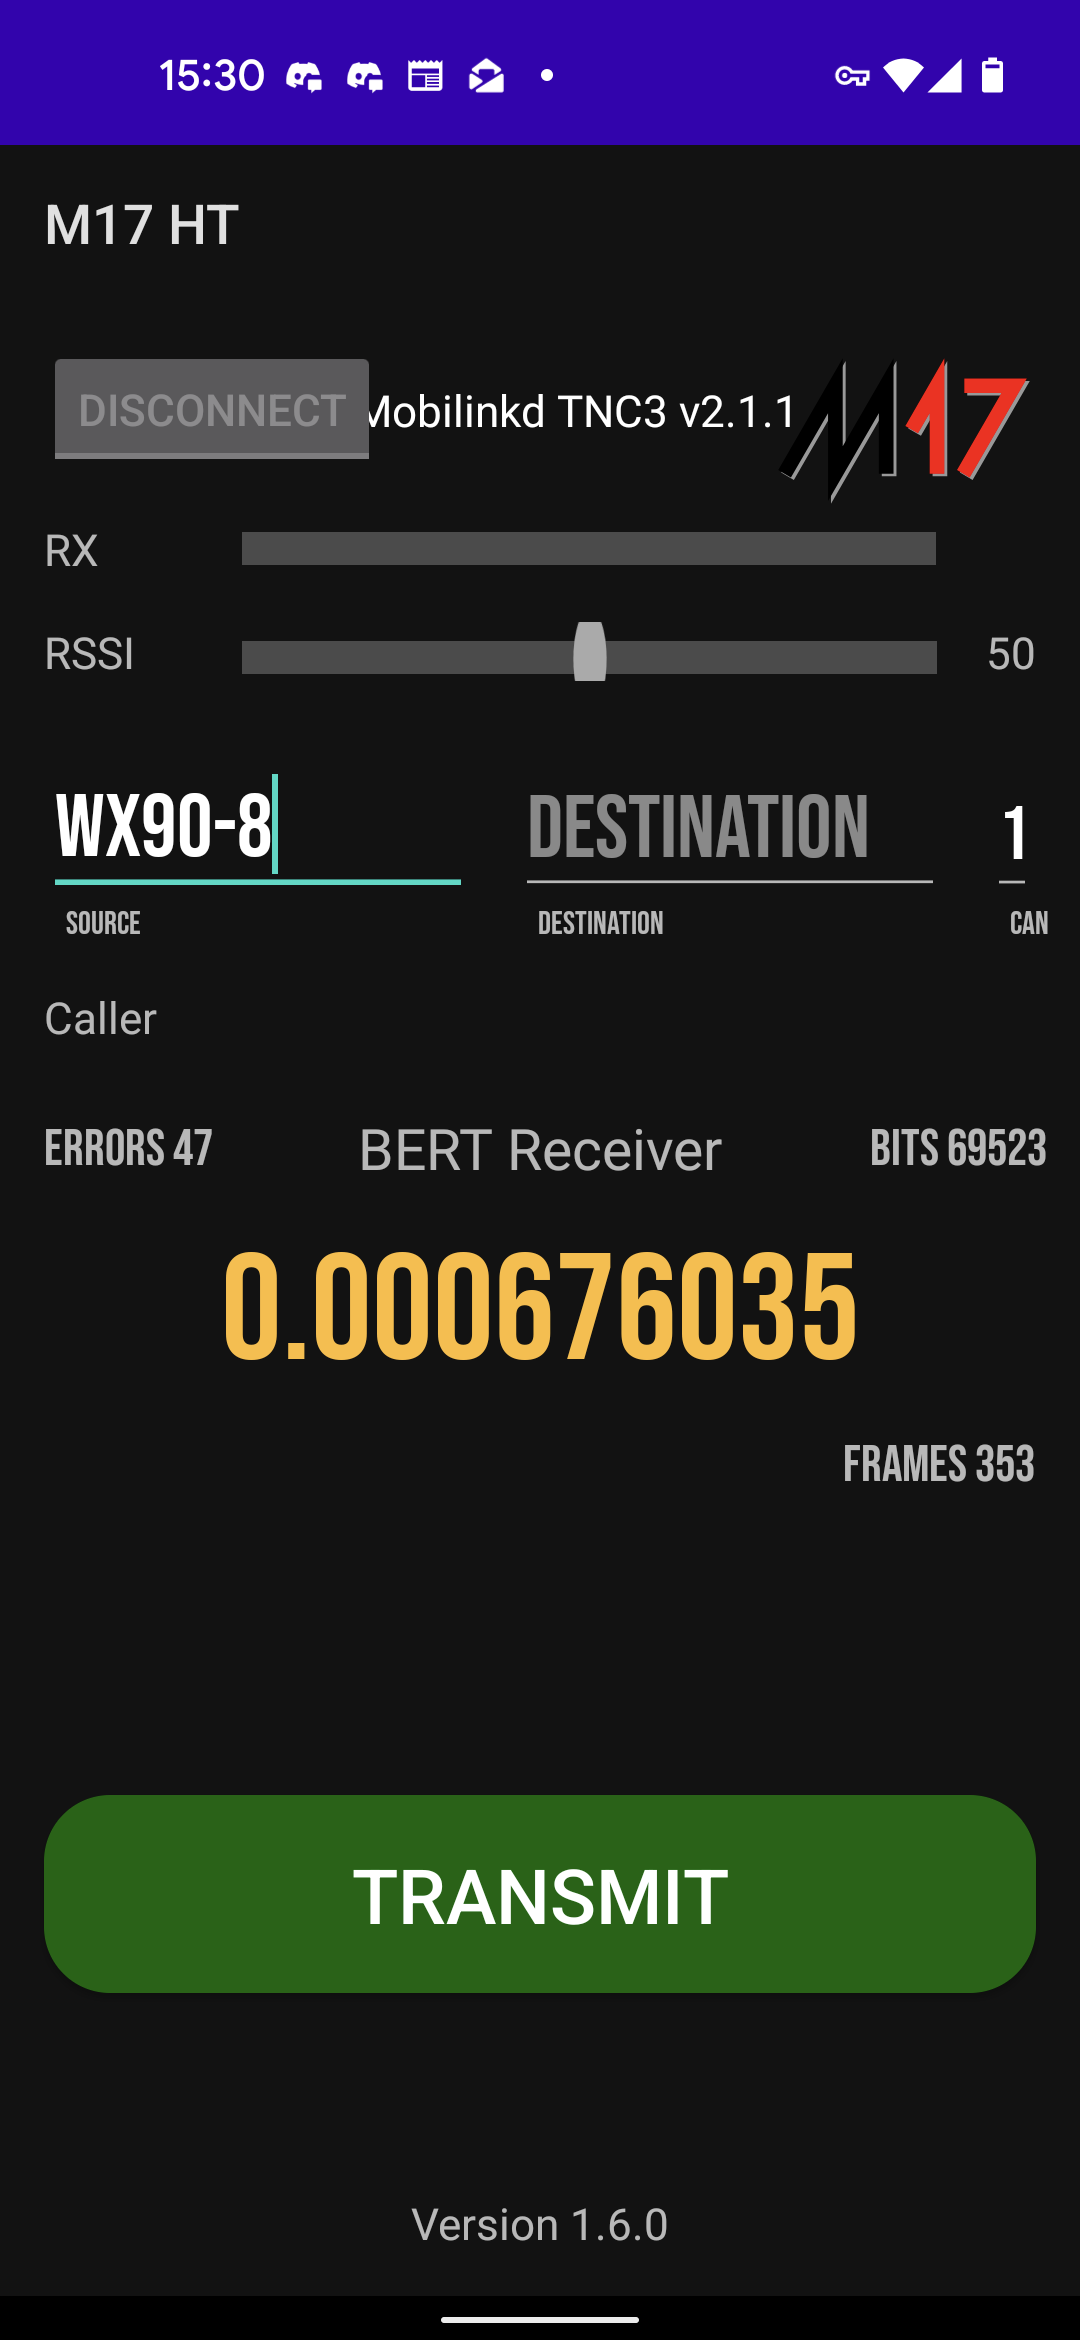 15:30
M17 HT
DISCONNECT Mobilinkd TNC3 v2.1.1 M17
RX
RSSI 50
WX90-8 DESTINATION 1
SOURCE DESTINATION CAN
Caller
ERRORS 47 BERT Receiver BITS 69523
0.000676035
FRAMES 353
TRANSMIT
Version 1.6.0